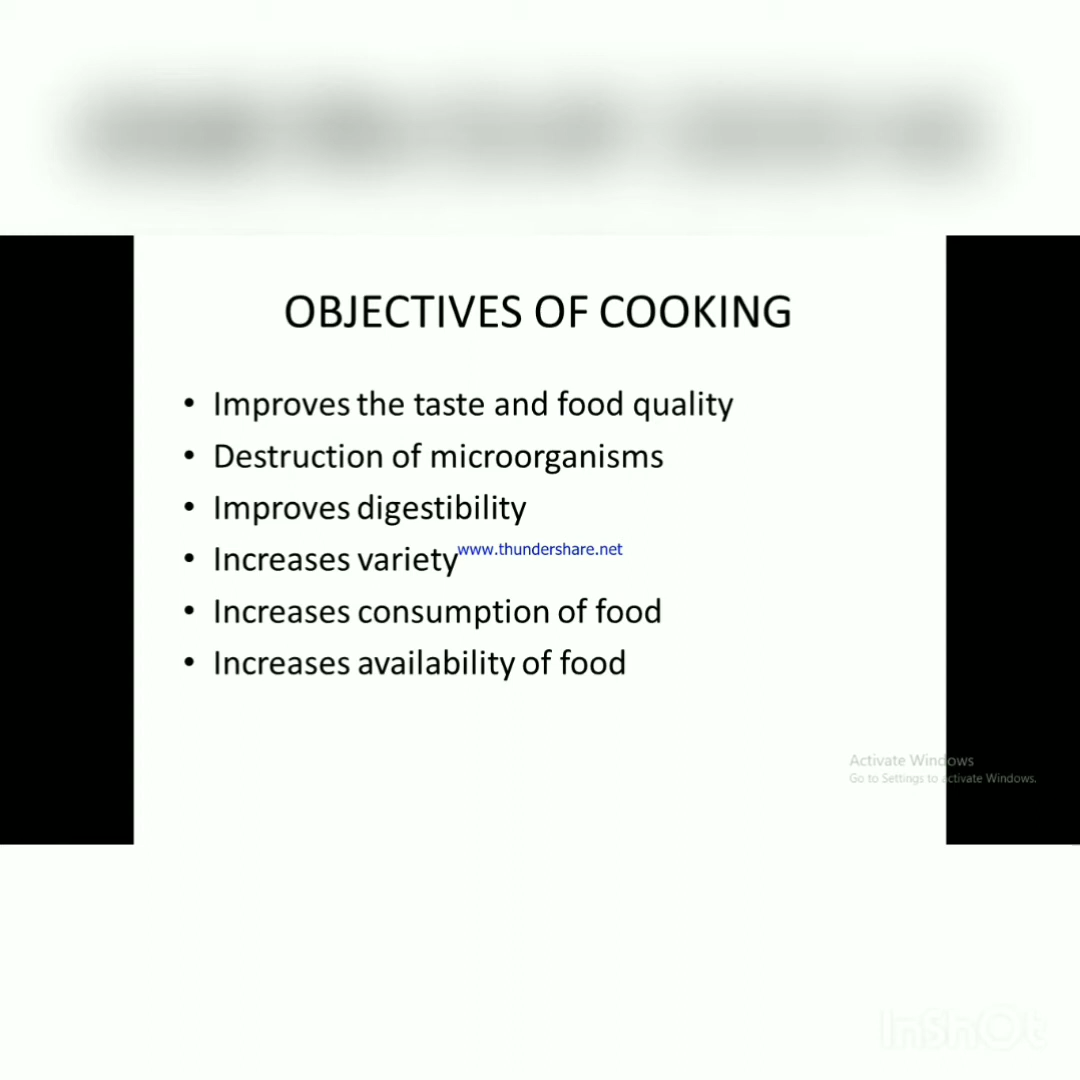 OBJECTIVES OF COOKING
• Improves the taste and food quality
• Destruction of microorganisms
• Improves digestibility
• Increases variety
www.thundershare.net
• Increases consumption of food
• Increases availability of food
Activate Windows
Go to Settings to activate Windows.
InShOt